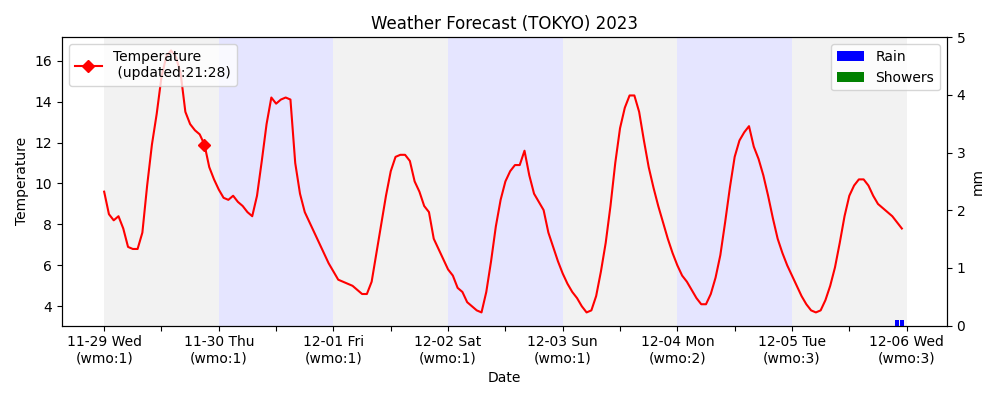 Weather Forecast (TOKYO) 2023
Temperature
(updated:21:28)
Rain
Showers
16
14
12
10
8
6
4
Temperature
5
4
3
2
1
0
mm
11-29 Wed
(wmo:1)
11-30 Thu
(wmo:1)
12-01 Fri
(wmo:1)
12-02 Sat
(wmo:1)
12-03 Sun
(wmo:1)
12-04 Mon
(wmo:2)
12-05 Tue
(wmo:3)
12-06 Wed
(wmo:3)
Date